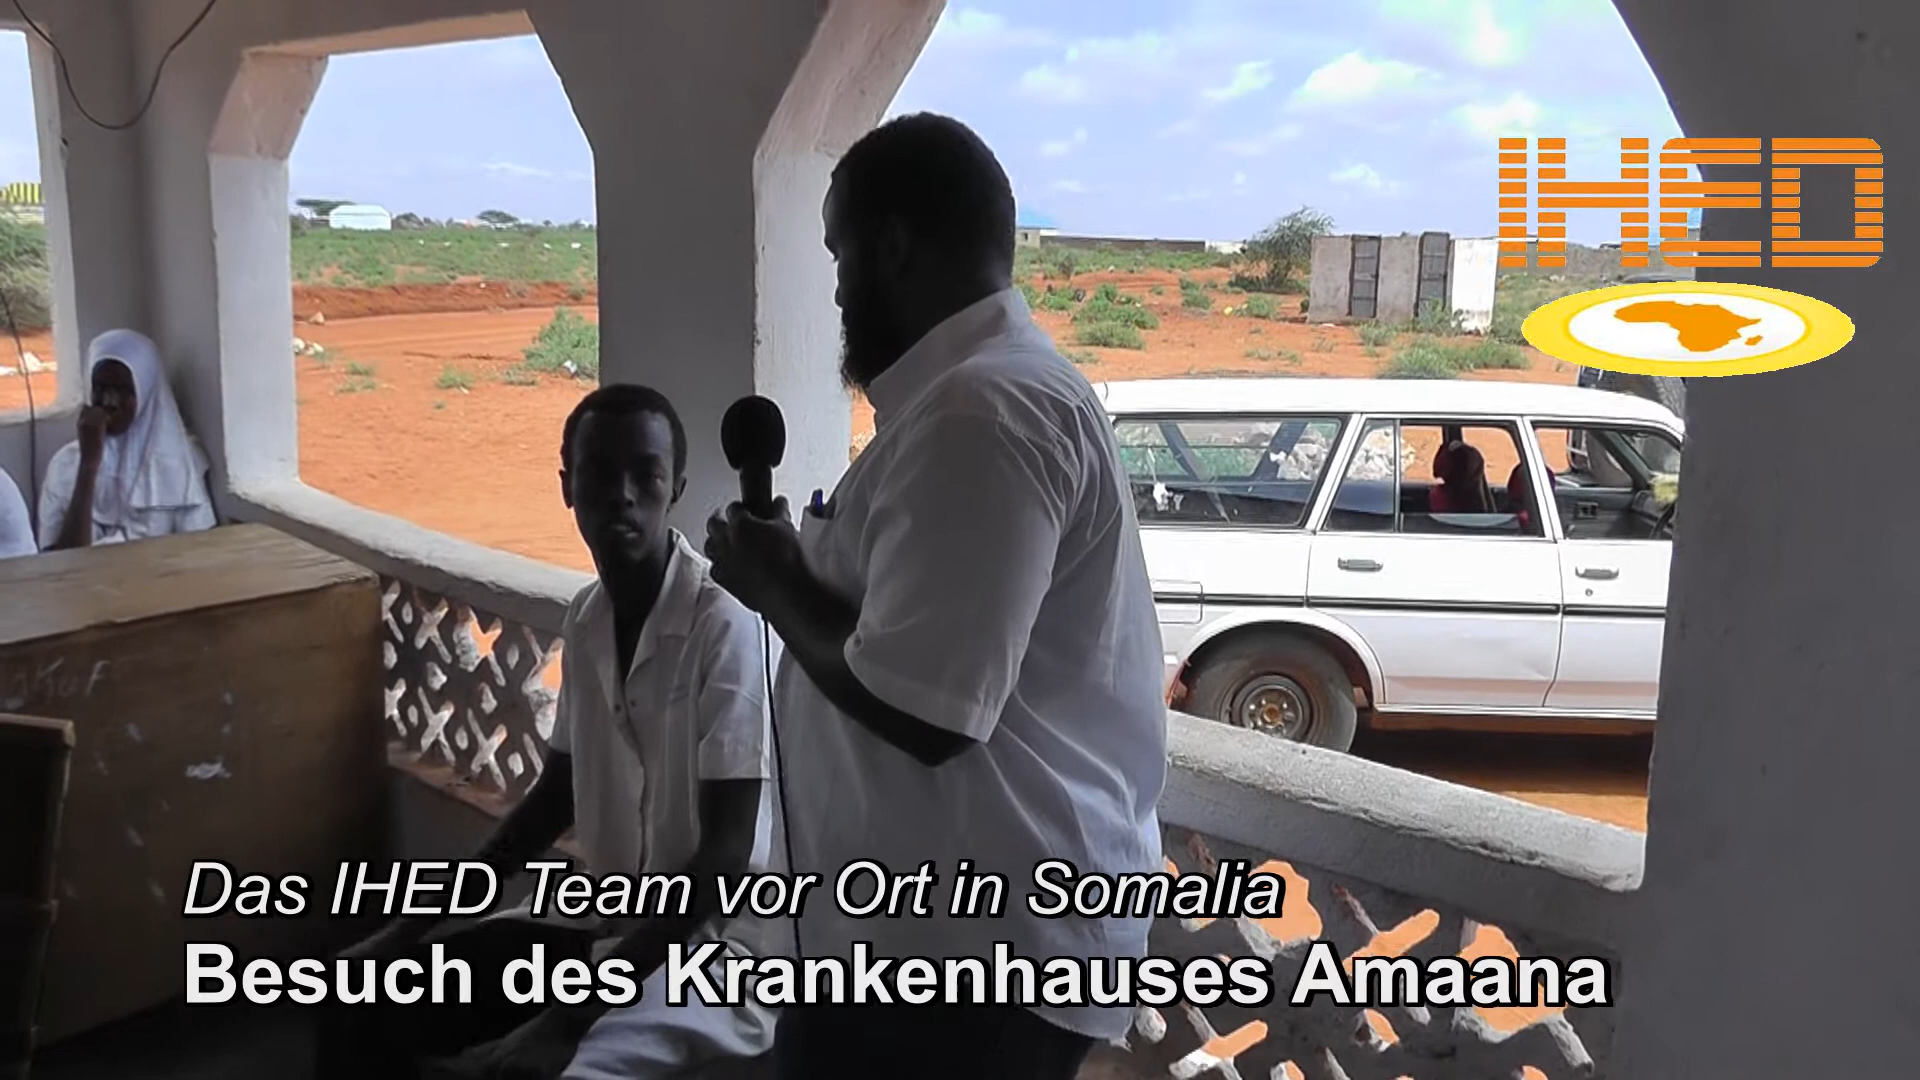 IHED
Das IHED Team vor Ort in Somalia
Besuch des Krankenhauses Amaana